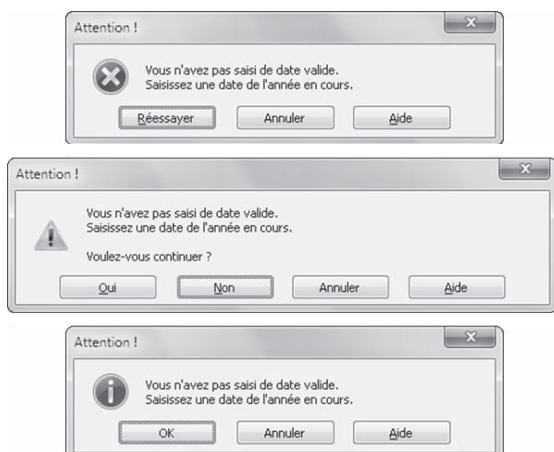 Attention !
Vous n'avez pas saisi de date valide.
Saisissez une date de l'année en cours.
Réessayer Annuler Aide
Attention !
Vous n'avez pas saisi de date valide.
Saisissez une date de l'année en cours.
Voulez-vous continuer ?
Oui Non Annuler Aide
Attention !
Vous n'avez pas saisi de date valide.
Saisissez une date de l'année en cours.
OK Annuler Aide